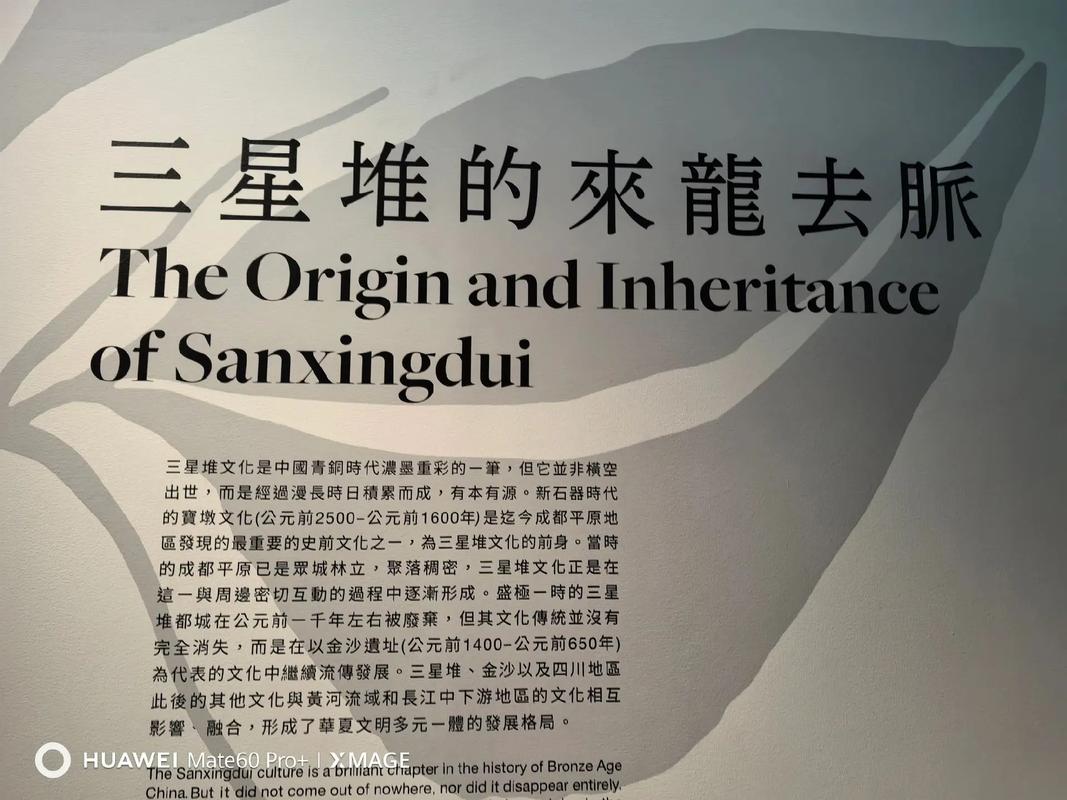 三星堆的來龍去脈
The Origin and Inheritance
of Sanxingdui
三星堆文化是中國青銅時代濃墨重彩的一筆，但它並非橫空
出世，而是經過漫長時日積累而成，有本有源。新石器時代
的寶墩文化(公元前2500-公元前1600年)是迄今成都平原地
區發現的最重要的史前文化之一，為三星堆文化的前身。當時
的成都平原已是眾城林立，聚落稠密，三星堆文化正是在
這一與周邊密切互動的過程中逐漸形成。盛極一時的三星
堆都城在公元前一千年左右被廢棄，但其文化傳統並沒有
完全消失，而是在以金沙遺址(公元前1400-公元前650年)
為代表的文化中繼續流傳發展。三星堆、金沙以及四川地區
此後的其他文化與黃河流域和長江中下游地區的文化相互
影響、融合，形成了華夏文明多元一體的發展格局。
HUAWEI Mate60 Pro+ | XMAGE
The Sanxingdui culture is a brilliant chapter in the history of Bronze Age
China. But it did not come out of nowhere, nor did it disappear entirely.